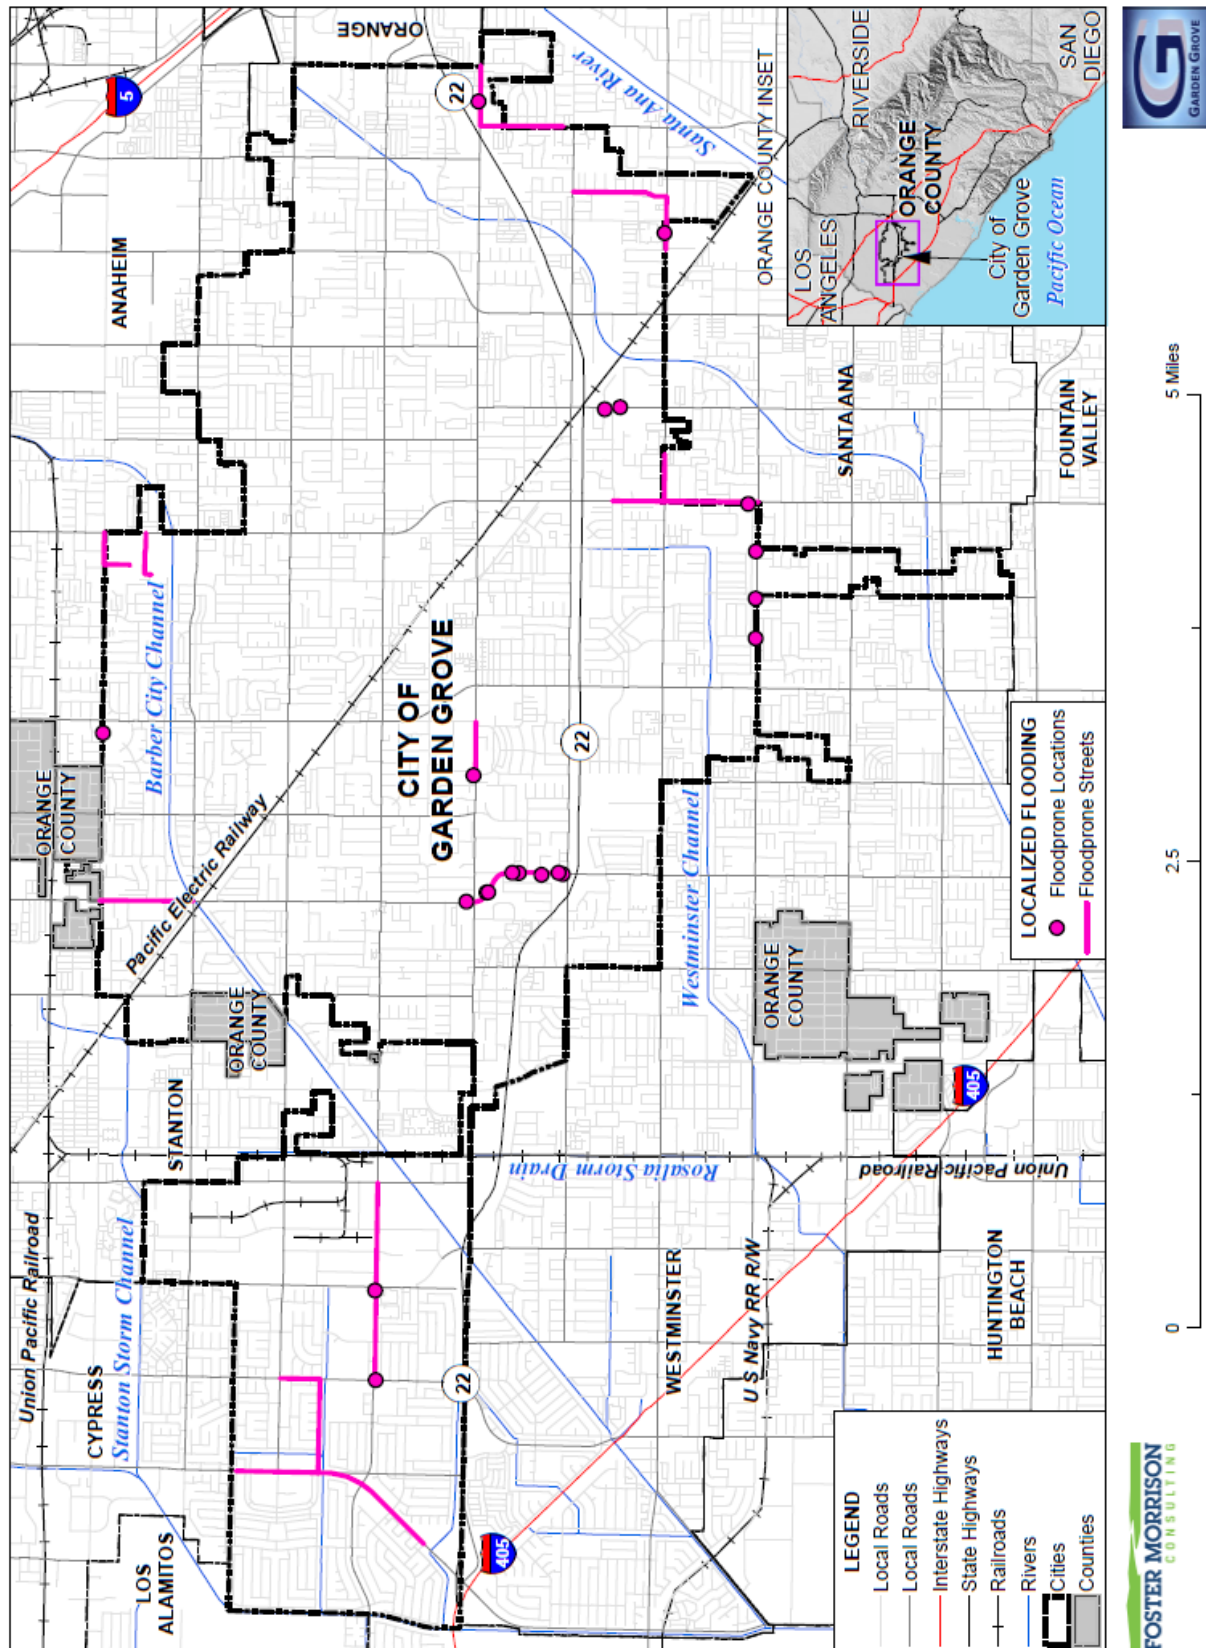 Union Pacific Railroad
CYPRESS
Stanton Storm Channel
LOS
ALAMITOS
STANTON
ORANGE
COUNTY
ORANGE
COUNTY
Pacific Electric Railway
Barber City Channel
ANAHEIM
5
ORANGE
22
Santa Ana River
CITY OF
GARDEN GROVE
22
22
405
Rosalia Storm Drain
Westminster Channel
WESTMINSTER
U S Navy RR R/W
Union Pacific Railroad
405
ORANGE
COUNTY
HUNTINGTON
BEACH
SANTA ANA
FOUNTAIN
VALLEY
LEGEND
Local Roads
Local Roads
Interstate Highways
State Highways
Railroads
Rivers
Cities
Counties
LOCALIZED FLOODING
Floodprone Locations
Floodprone Streets
ORANGE COUNTY INSET
LOS
ANGELES
RIVERSIDE
ORANGE
COUNTY
City of
Garden Grove
Pacific Ocean
SAN
DIEGO
FOSTER MORRISON
CONSULTING
0
2.5
5 Miles
G
GARDEN GROVE